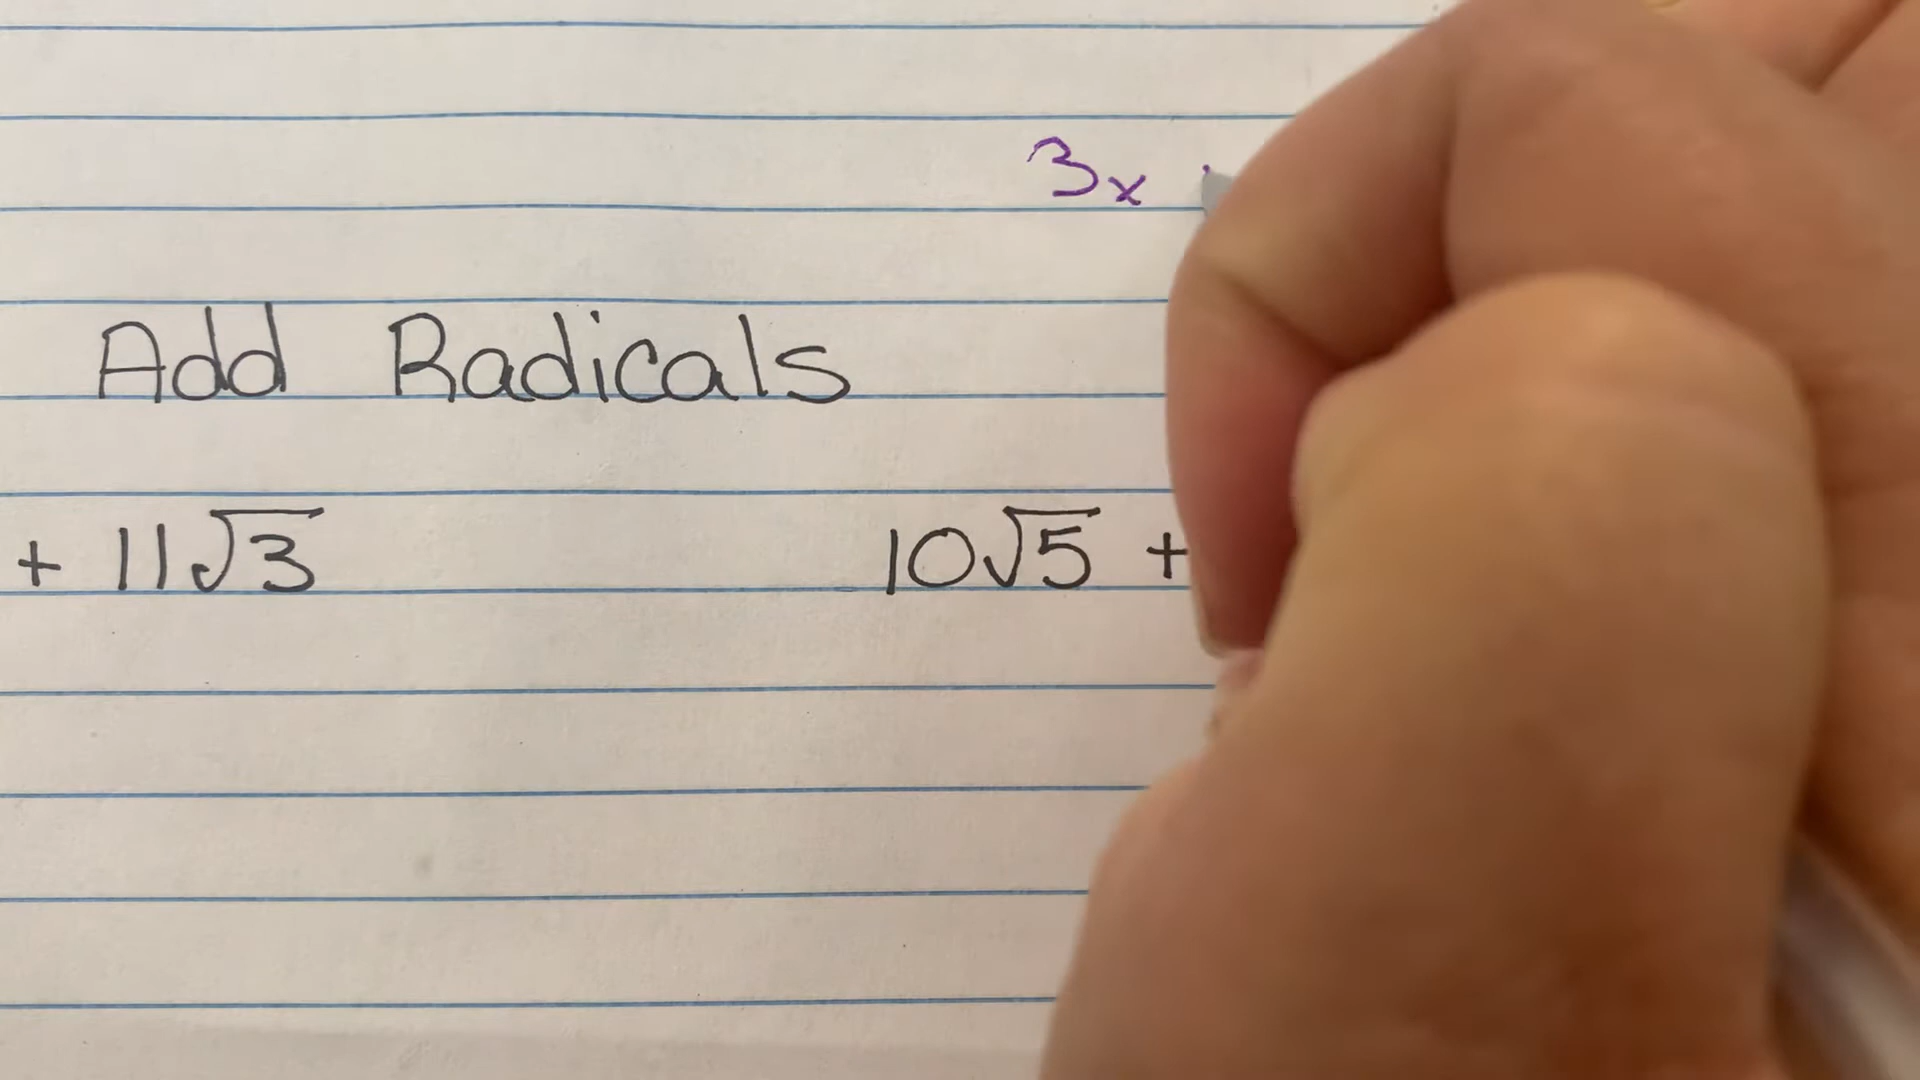 3x
Add Radicals
+ 11√3 10√5 +